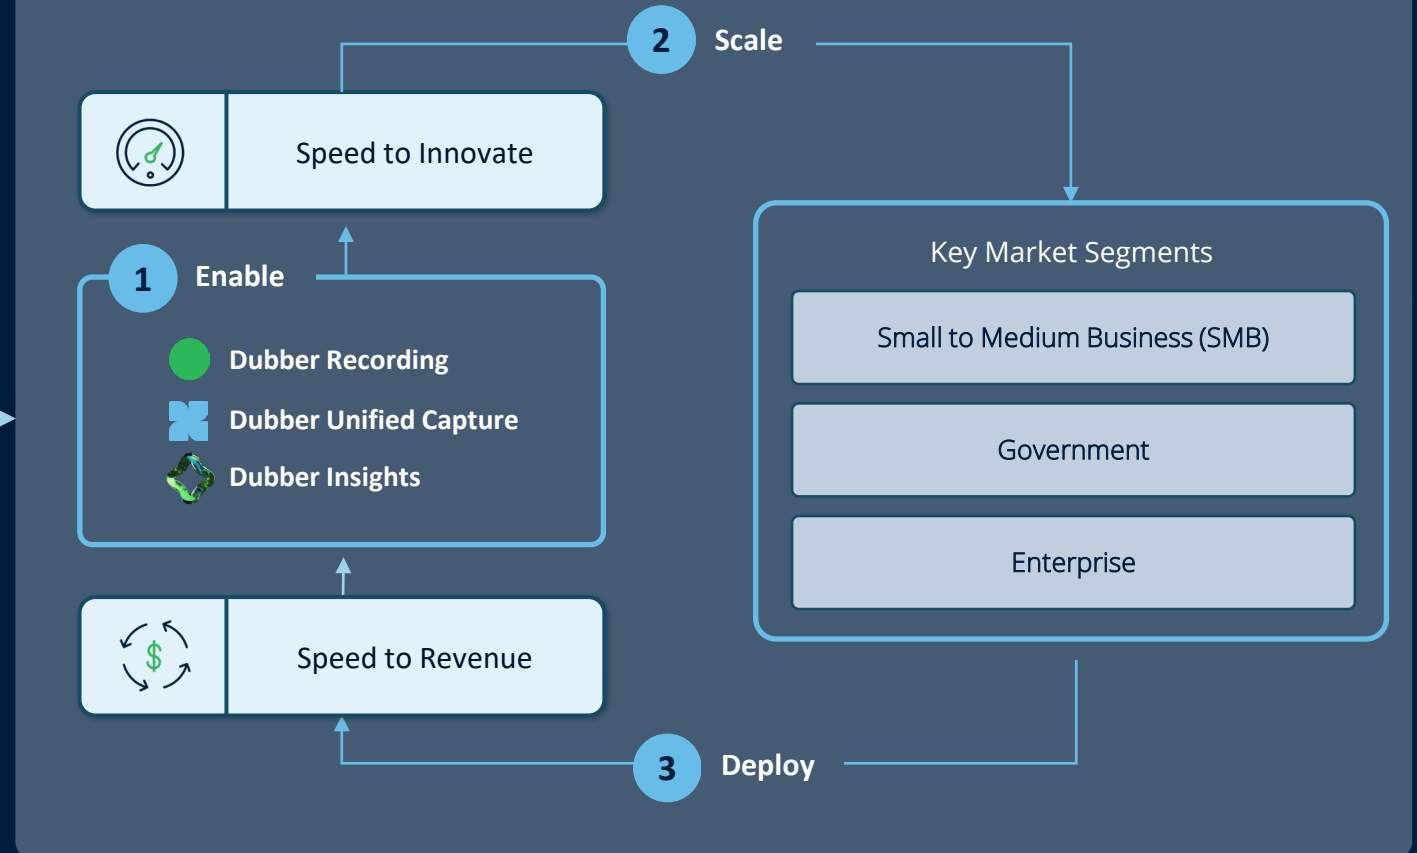 2 Scale
Speed to Innovate
1 Enable
Dubber Recording
Dubber Unified Capture
Dubber Insights
Speed to Revenue
$
Key Market Segments
Small to Medium Business (SMB)
Government
Enterprise
3 Deploy